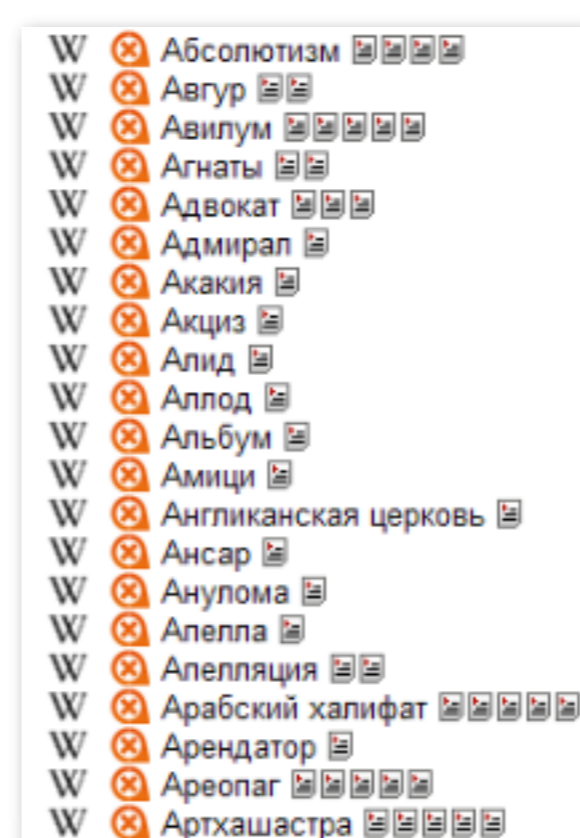 W Абсолютизм
W Авгур
W Авилум
W Агнаты
W Адвокат
W Адмирал
W Акакия
W Акциз
W Алид
W Аллод
W Альбум
W Амици
W Англиканская церковь
W Ансар
W Анулома
W Апелла
W Апелляция
W Арабский халифат
W Арендатор
W Ареопаг
W Артхашастра